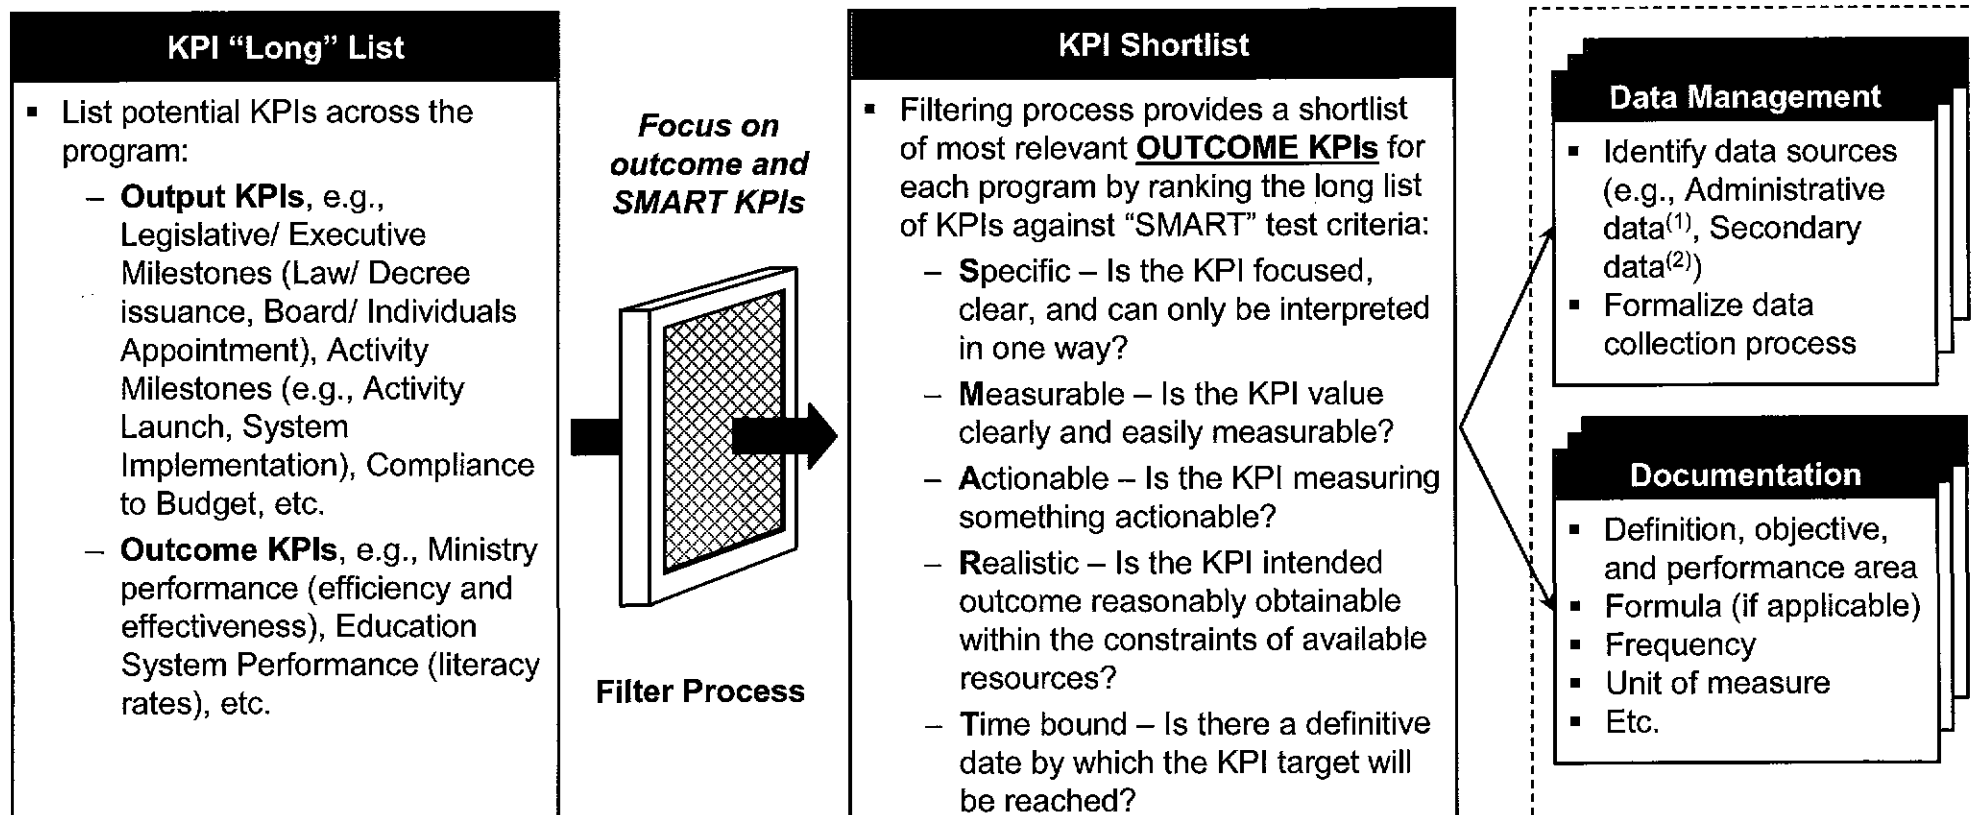 KPI “Long” List
▪ List potential KPIs across the
program:
– Output KPIs, e.g.,
Legislative/ Executive
Milestones (Law/ Decree
issuance, Board/ Individuals
Appointment), Activity
Milestones (e.g., Activity
Launch, System
Implementation), Compliance
to Budget, etc.
– Outcome KPIs, e.g., Ministry
performance (efficiency and
effectiveness), Education
System Performance (literacy
rates), etc.
Focus on
outcome and
SMART KPIs
Filter Process
KPI Shortlist
▪ Filtering process provides a shortlist
of most relevant OUTCOME KPIs for
each program by ranking the long list
of KPIs against “SMART” test criteria:
– Specific – Is the KPI focused,
clear, and can only be interpreted
in one way?
– Measurable – Is the KPI value
clearly and easily measurable?
– Actionable – Is the KPI measuring
something actionable?
– Realistic – Is the KPI intended
outcome reasonably obtainable
within the constraints of available
resources?
– Time bound – Is there a definitive
date by which the KPI target will
be reached?
Data Management
▪ Identify data sources
(e.g., Administrative
data(1), Secondary
data(2))
▪ Formalize data
collection process
Documentation
▪ Definition, objective,
and performance area
▪ Formula (if applicable)
▪ Frequency
▪ Unit of measure
▪ Etc.